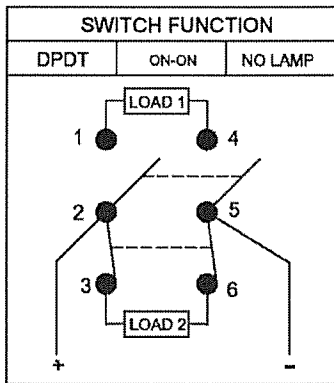 SWITCH FUNCTION
DPDT ON-ON NO LAMP
LOAD 1
1 4
2 5
3 6
LOAD 2
+ -